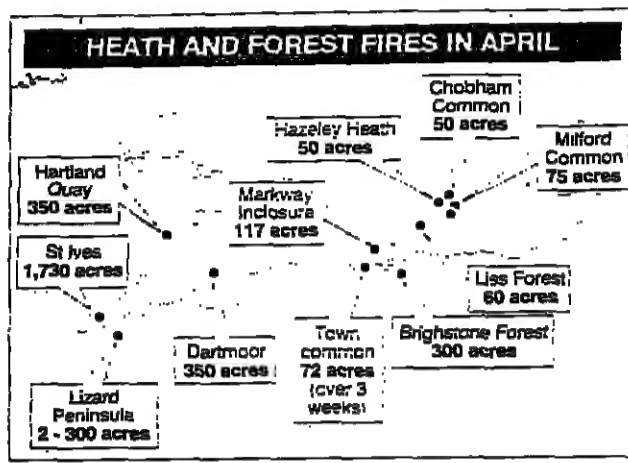 HEATH AND FOREST FIRES IN APRIL
Chobham
Common
50 acres
Hazeley Heath
50 acres
Milford
Common
75 acres
Hartland
Quay
350 acres
Markway
Inclosura
117 acres
St Ives
1,730 acres
Liss Forest
60 acres
Dartmoor
350 acres
Town
common
72 acres
(over 3
weeks)
Brighstone Forest
300 acres
Lizard
Peninsula
2 - 300 acres